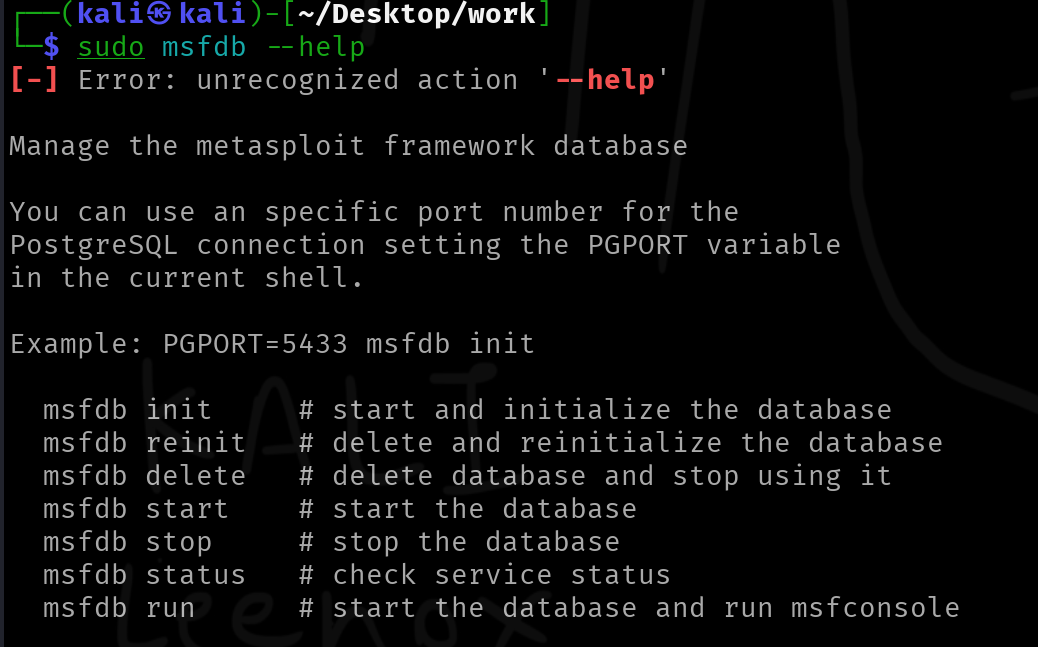 ┌──(kali㉿kali)-[~/Desktop/work]
└─$ sudo msfdb --help
[-] Error: unrecognized action '--help'
Manage the metasploit framework database
You can use an specific port number for the
PostgreSQL connection setting the PGPORT variable
in the current shell.
Example: PGPORT=5433 msfdb init
msfdb init     # start and initialize the database
msfdb reinit   # delete and reinitialize the database
msfdb delete   # delete database and stop using it
msfdb start    # start the database
msfdb stop     # stop the database
msfdb status   # check service status
msfdb run      # start the database and run msfconsole
KALI
Leenox